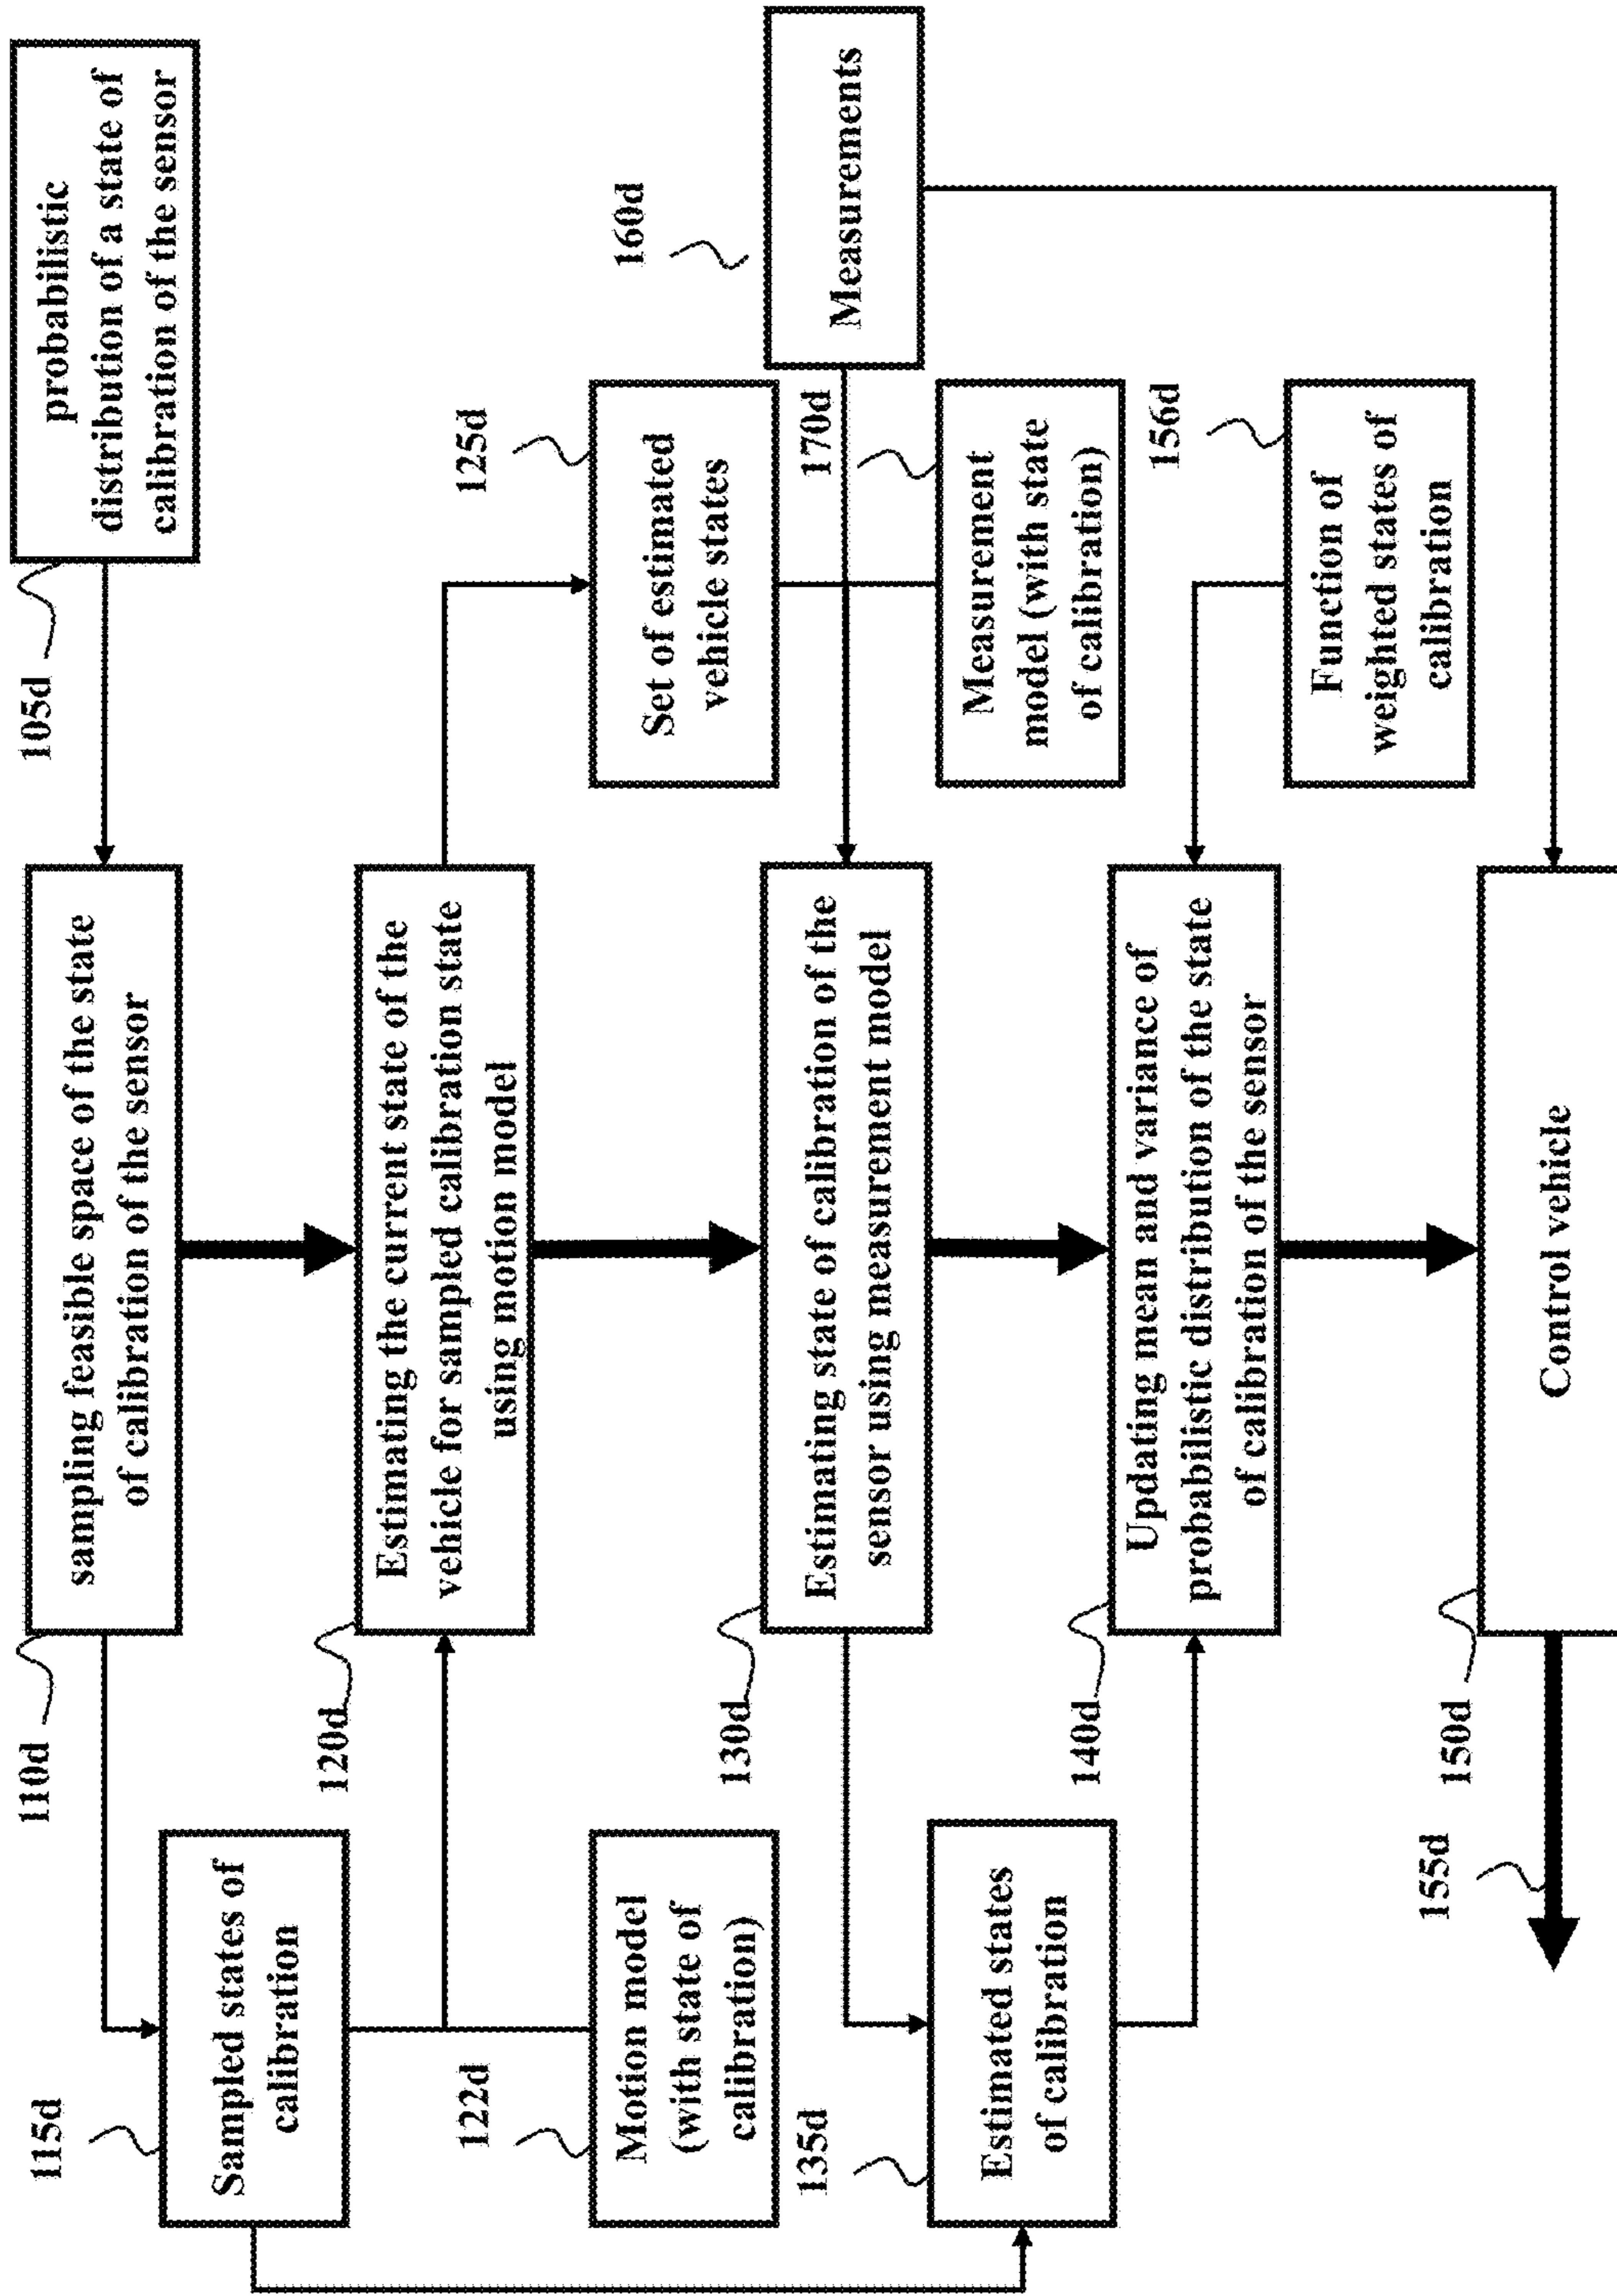 105d
probabilistic
distribution of a state of
calibration of the sensor
110d
sampling feasible space of the state
of calibration of the sensor
115d
Sampled states of
calibration
120d
Estimating the current state of the
vehicle for sampled calibration state
using motion model
122d
Motion model
(with state of
calibration)
125d
Set of estimated
vehicle states
160d
Measurements
130d
Estimating state of calibration of the
sensor using measurement model
170d
Measurement
model (with state
of calibration)
135d
Estimated states
of calibration
140d
Updating mean and variance of
probabilistic distribution of the state
of calibration of the sensor
156d
Function of
weighted states of
calibration
150d
Control vehicle
155d